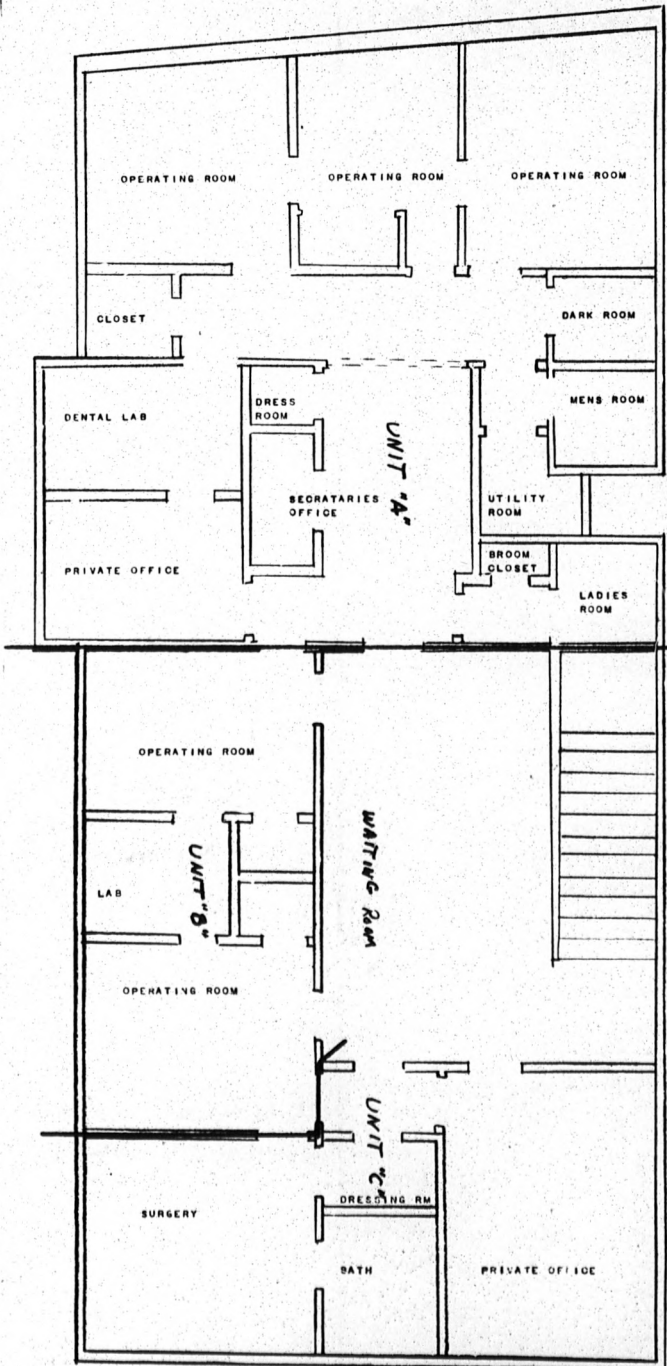 OPERATING ROOM
OPERATING ROOM
OPERATING ROOM
CLOSET
DARK ROOM
DENTAL LAB
DRESS
ROOM
MENS ROOM
UNIT "A"
SECRATARIES
OFFICE
UTILITY
ROOM
PRIVATE OFFICE
BROOM
CLOSET
LADIES
ROOM
OPERATING ROOM
WAITING ROOM
LAB
UNIT "B"
OPERATING ROOM
UNIT "C"
DRESSING RM
SURGERY
BATH
PRIVATE OFFICE